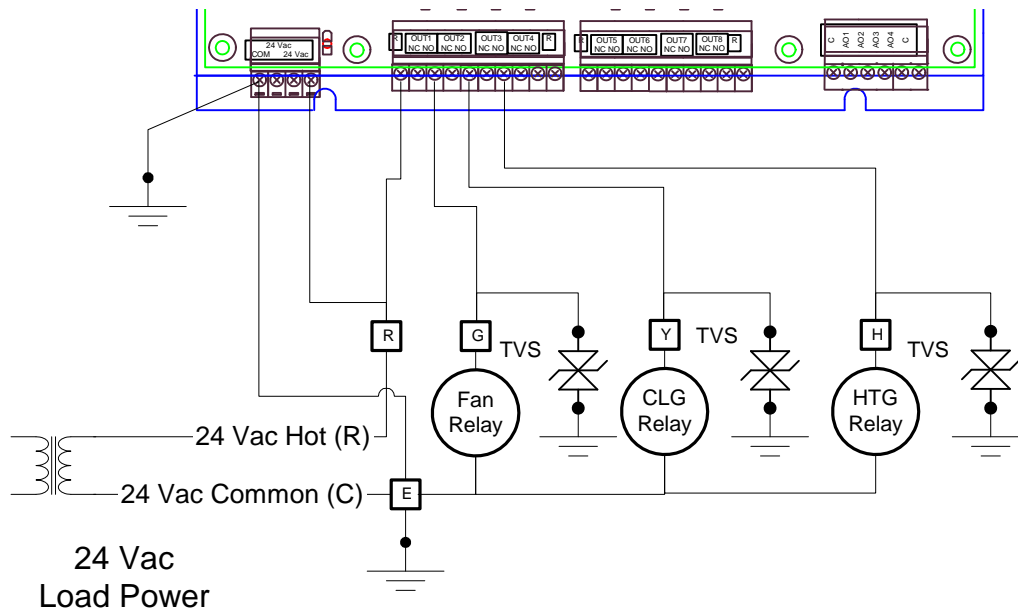 24 Vac
COM 24 Vac
R OUT1 OUT2 OUT3 OUT4 R
NC NO NC NO NC NO NC NO
R OUT5 OUT6 OUT7 OUT8 R
NC NO NC NO NC NO NC NO
C AO1 AO2 AO3 AO4 C
R
G
TVS
Y
TVS
H
TVS
Fan
Relay
CLG
Relay
HTG
Relay
24 Vac Hot (R)
24 Vac Common (C)
E
24 Vac
Load Power